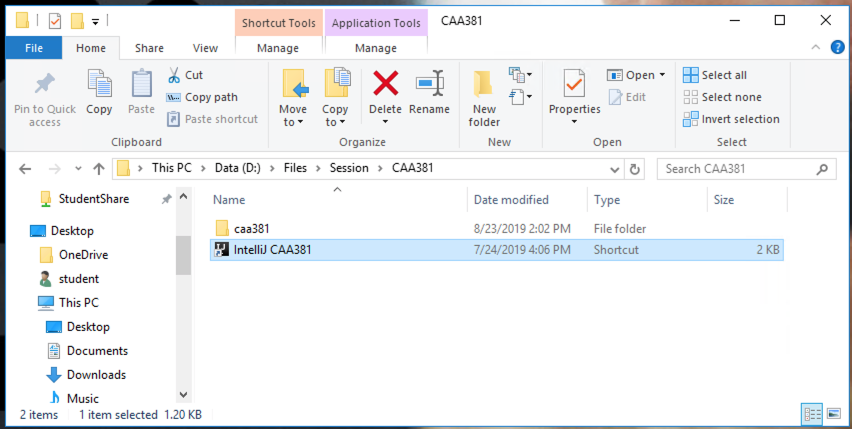 Shortcut Tools Application Tools CAA381
File Home Share View Manage Manage
Pin to Quick access
Copy
Paste
Cut
Copy path
Paste shortcut
Clipboard
Move to
Copy to
Delete
Rename
Organize
New folder
New
Properties
Open
Edit
Open
Select all
Select none
Invert selection
Select
This PC > Data (D:) > Files > Session > CAA381
Search CAA381
StudentShare
Desktop
OneDrive
student
This PC
Desktop
Documents
Downloads
Music
Name Date modified Type Size
caa381 8/23/2019 2:02 PM File folder
IntelliJ CAA381 7/24/2019 4:06 PM Shortcut 2 KB
2 items 1 item selected 1.20 KB